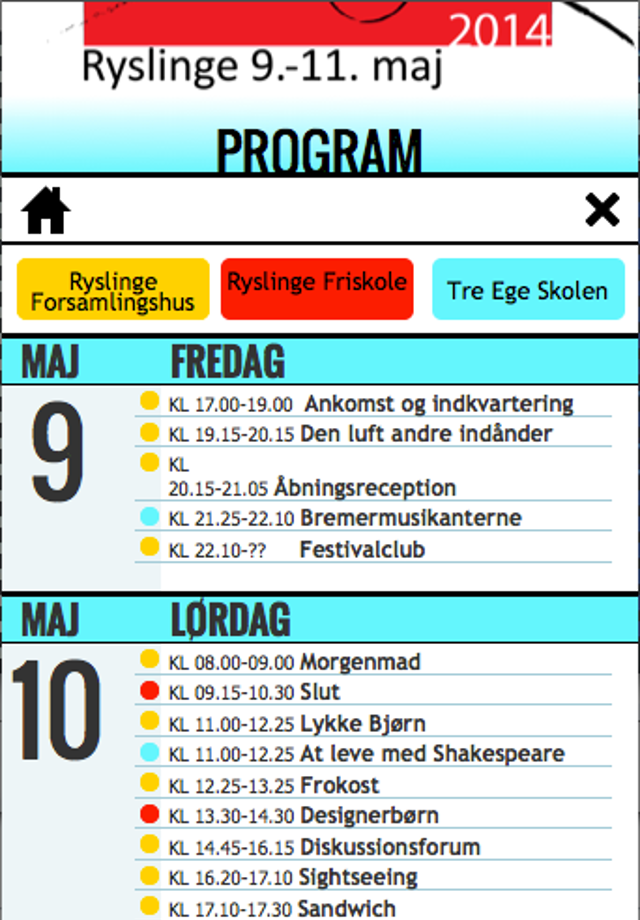 2014
Ryslinge 9.-11. maj
PROGRAM
Ryslinge
Forsamlingshus
Ryslinge Friskole
Tre Ege Skolen
MAJ FREDAG
9
KL 17.00-19.00 Ankomst og indkvartering
KL 19.15-20.15 Den luft andre indånder
KL
20.15-21.05 Åbningsreception
KL 21.25-22.10 Bremermusikanterne
KL 22.10-?? Festivalclub
MAJ LØRDAG
10
KL 08.00-09.00 Morgenmad
KL 09.15-10.30 Slut
KL 11.00-12.25 Lykke Bjørn
KL 11.00-12.25 At leve med Shakespeare
KL 12.25-13.25 Frokost
KL 13.30-14.30 Designerbørn
KL 14.45-16.15 Diskussionsforum
KL 16.20-17.10 Sightseeing
KL 17.10-17.30 Sandwich